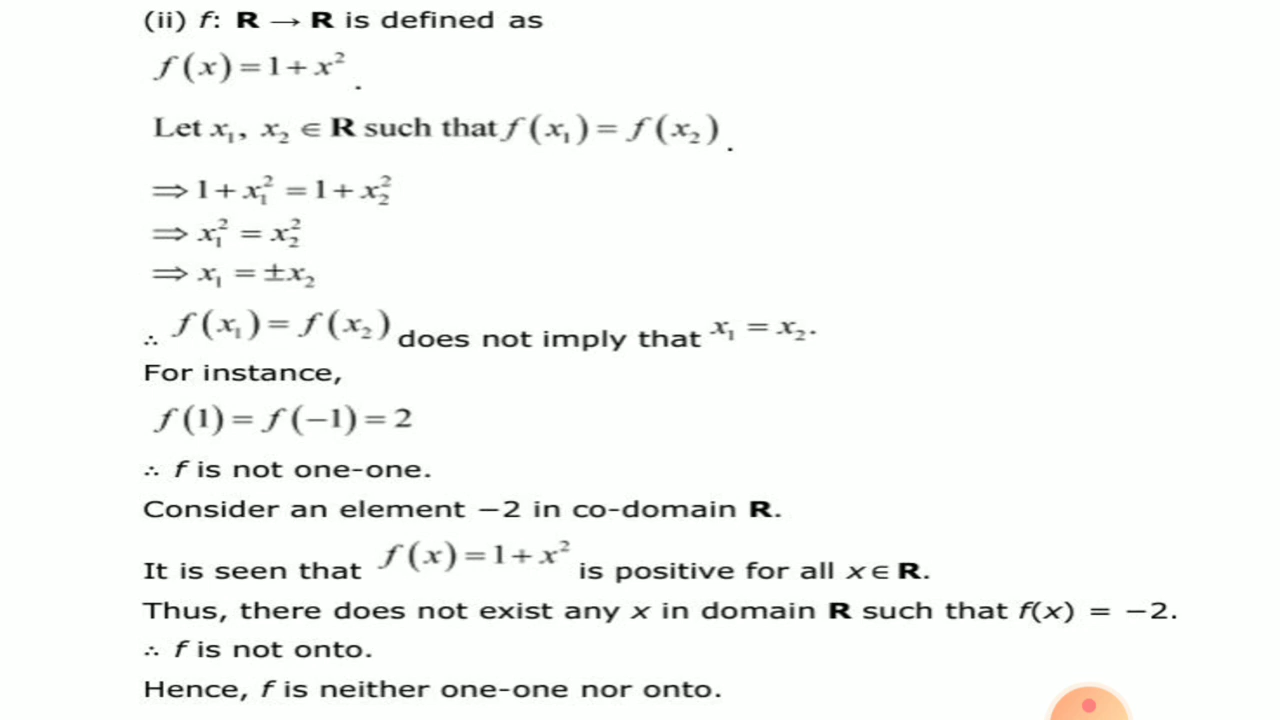 (ii) f: R → R is defined as
f(x)=1+x².
Let x₁, x₂ ∈ R such that f(x₁)= f(x₂).
⇒1+x₁²=1+x₂²
⇒x₁²=x₂²
⇒x₁=±x₂
∴ f(x₁)= f(x₂) does not imply that x₁ = x₂.
For instance,
f(1)= f(−1)=2
∴ f is not one-one.
Consider an element −2 in co-domain R.
It is seen that f(x)=1+x² is positive for all x∈R.
Thus, there does not exist any x in domain R such that f(x) = −2.
∴ f is not onto.
Hence, f is neither one-one nor onto.